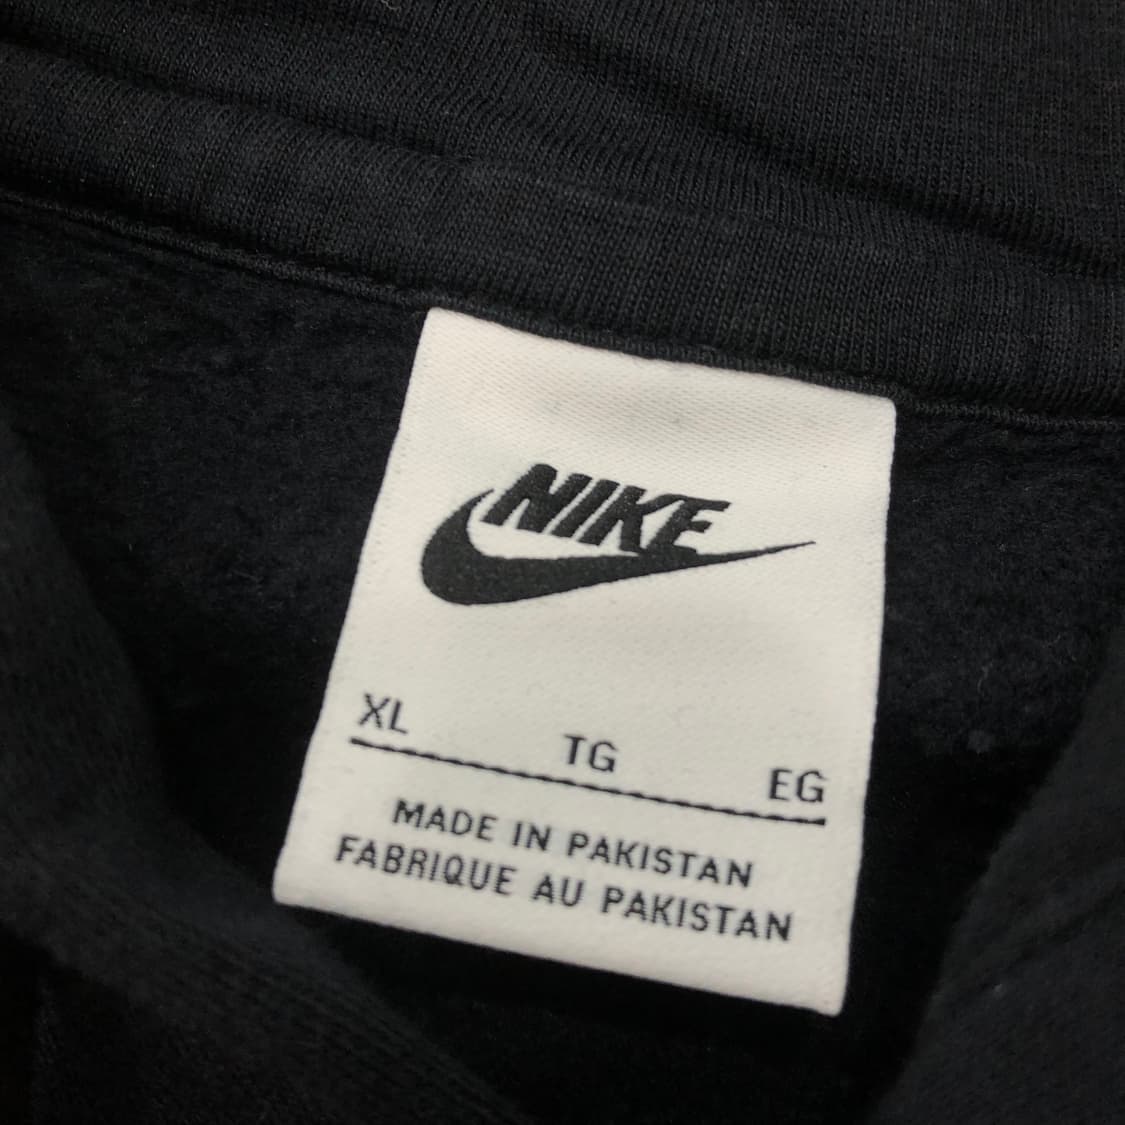 NIKE
XL TG EG
MADE IN PAKISTAN
FABRIQUE AU PAKISTAN